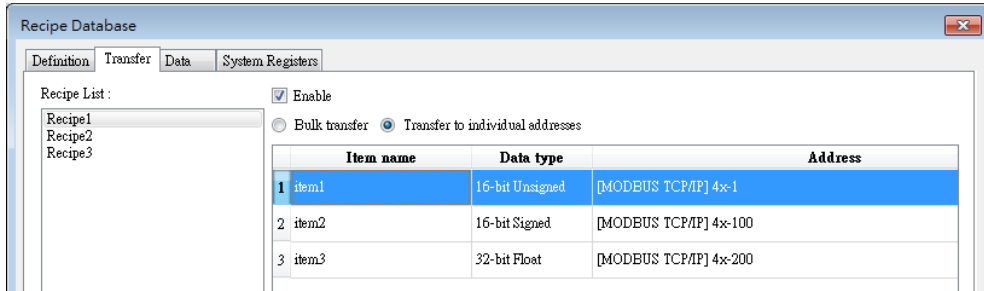 Recipe Database
Definition Transfer Data System Registers
Recipe List :
Recipe1
Recipe2
Recipe3
Enable
Bulk transfer Transfer to individual addresses
Item name Data type Address
1 item1 16-bit Unsigned [MODBUS TCP/IP] 4x-1
2 item2 16-bit Signed [MODBUS TCP/IP] 4x-100
3 item3 32-bit Float [MODBUS TCP/IP] 4x-200